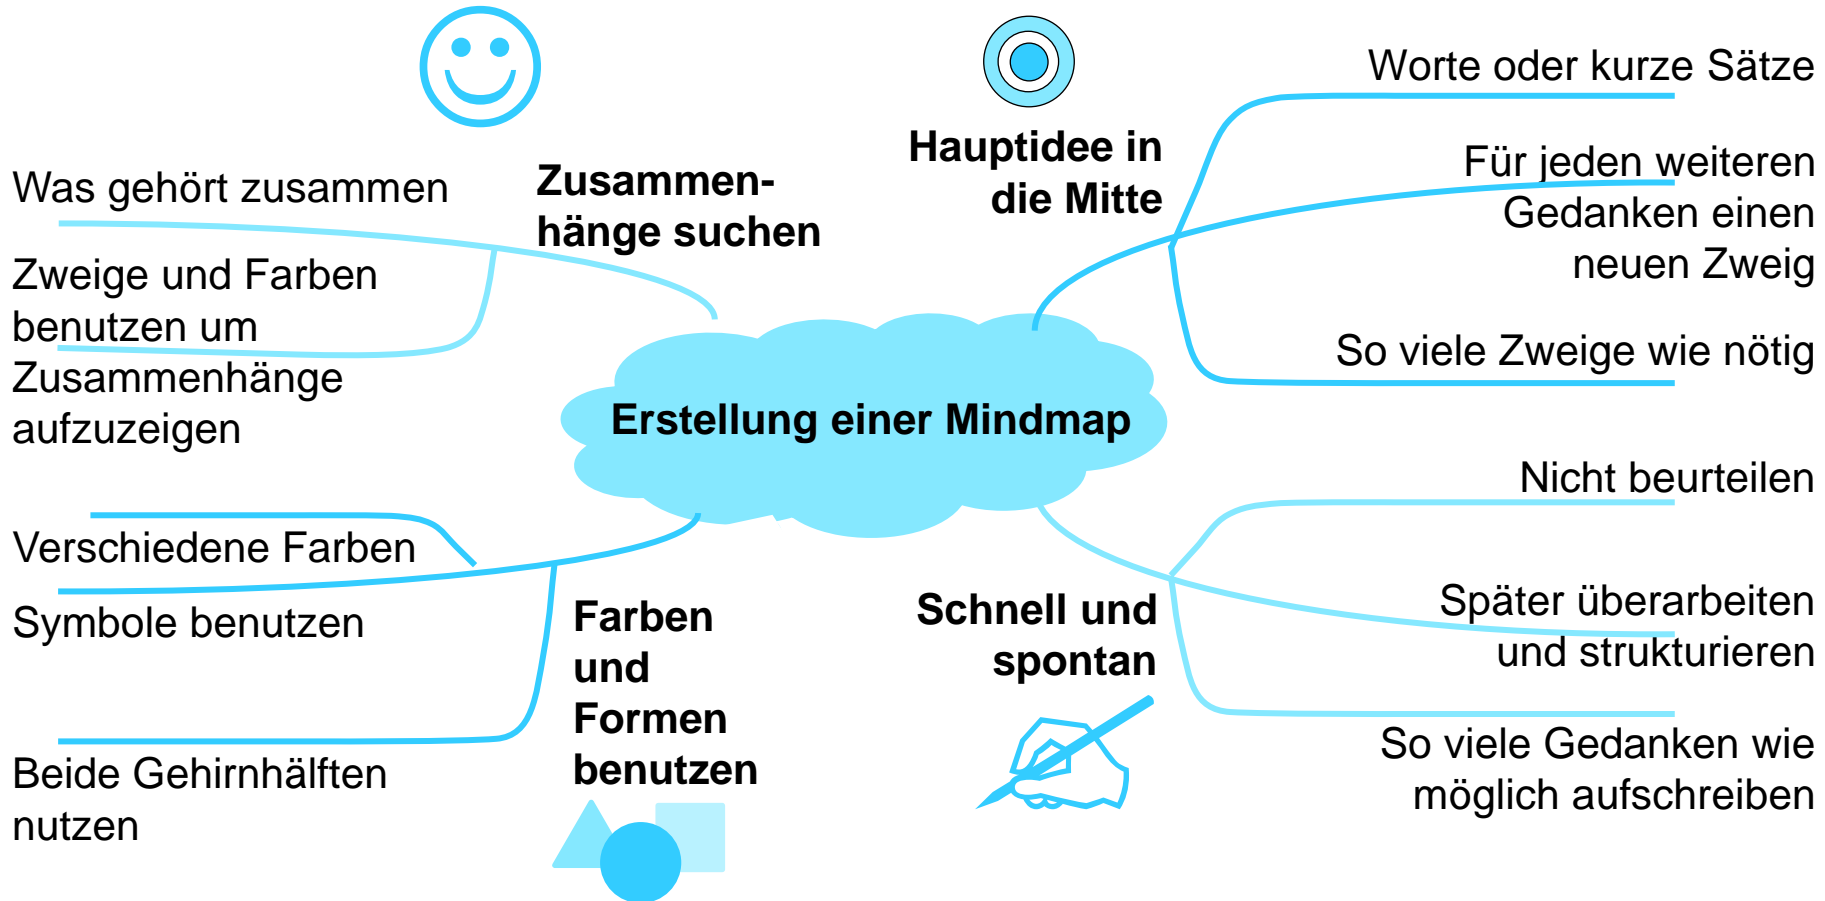 Was gehört zusammen
Zweige und Farben
benutzen um
Zusammenhänge
aufzuzeigen
Zusammen-
hänge suchen
Hauptidee in
die Mitte
Worte oder kurze Sätze
Für jeden weiteren
Gedanken einen
neuen Zweig
So viele Zweige wie nötig
Erstellung einer Mindmap
Verschiedene Farben
Symbole benutzen
Beide Gehirnhälften
nutzen
Farben
und
Formen
benutzen
Schnell und
spontan
Nicht beurteilen
Später überarbeiten
und strukturieren
So viele Gedanken wie
möglich aufschreiben